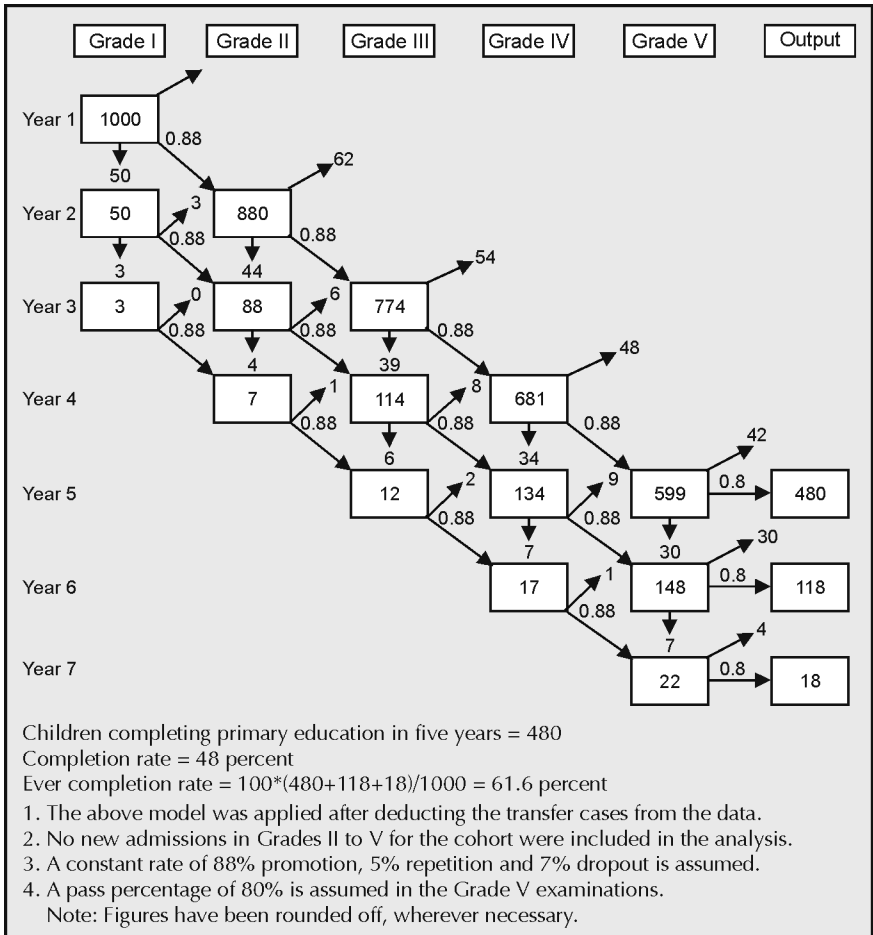 Grade I Grade II Grade III Grade IV Grade V Output
Year 1 1000
0.88
50
62
Year 2 50 3 880
0.88 0.88
3 44
54
Year 3 3 0 88 6 774
0.88 0.88 0.88
4 39
48
Year 4 7 1 114 8 681
0.88 0.88 0.88
6 34
42
Year 5 12 2 134 9 599 0.8 480
0.88 0.88
7 30
30
Year 6 17 1 148 0.8 118
0.88
7
4
Year 7 22 0.8 18
Children completing primary education in five years = 480
Completion rate = 48 percent
Ever completion rate = 100*(480+118+18)/1000 = 61.6 percent
1. The above model was applied after deducting the transfer cases from the data.
2. No new admissions in Grades II to V for the cohort were included in the analysis.
3. A constant rate of 88% promotion, 5% repetition and 7% dropout is assumed.
4. A pass percentage of 80% is assumed in the Grade V examinations.
Note: Figures have been rounded off, wherever necessary.